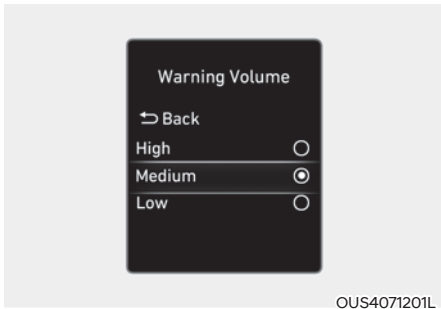 Warning Volume
Back
High
Medium
Low
OUS4071201L